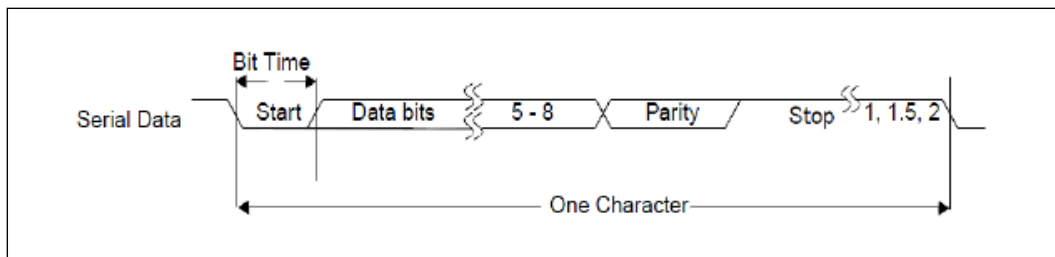 Bit Time
Serial Data Start Data bits 5 - 8 Parity Stop 1, 1.5, 2
One Character